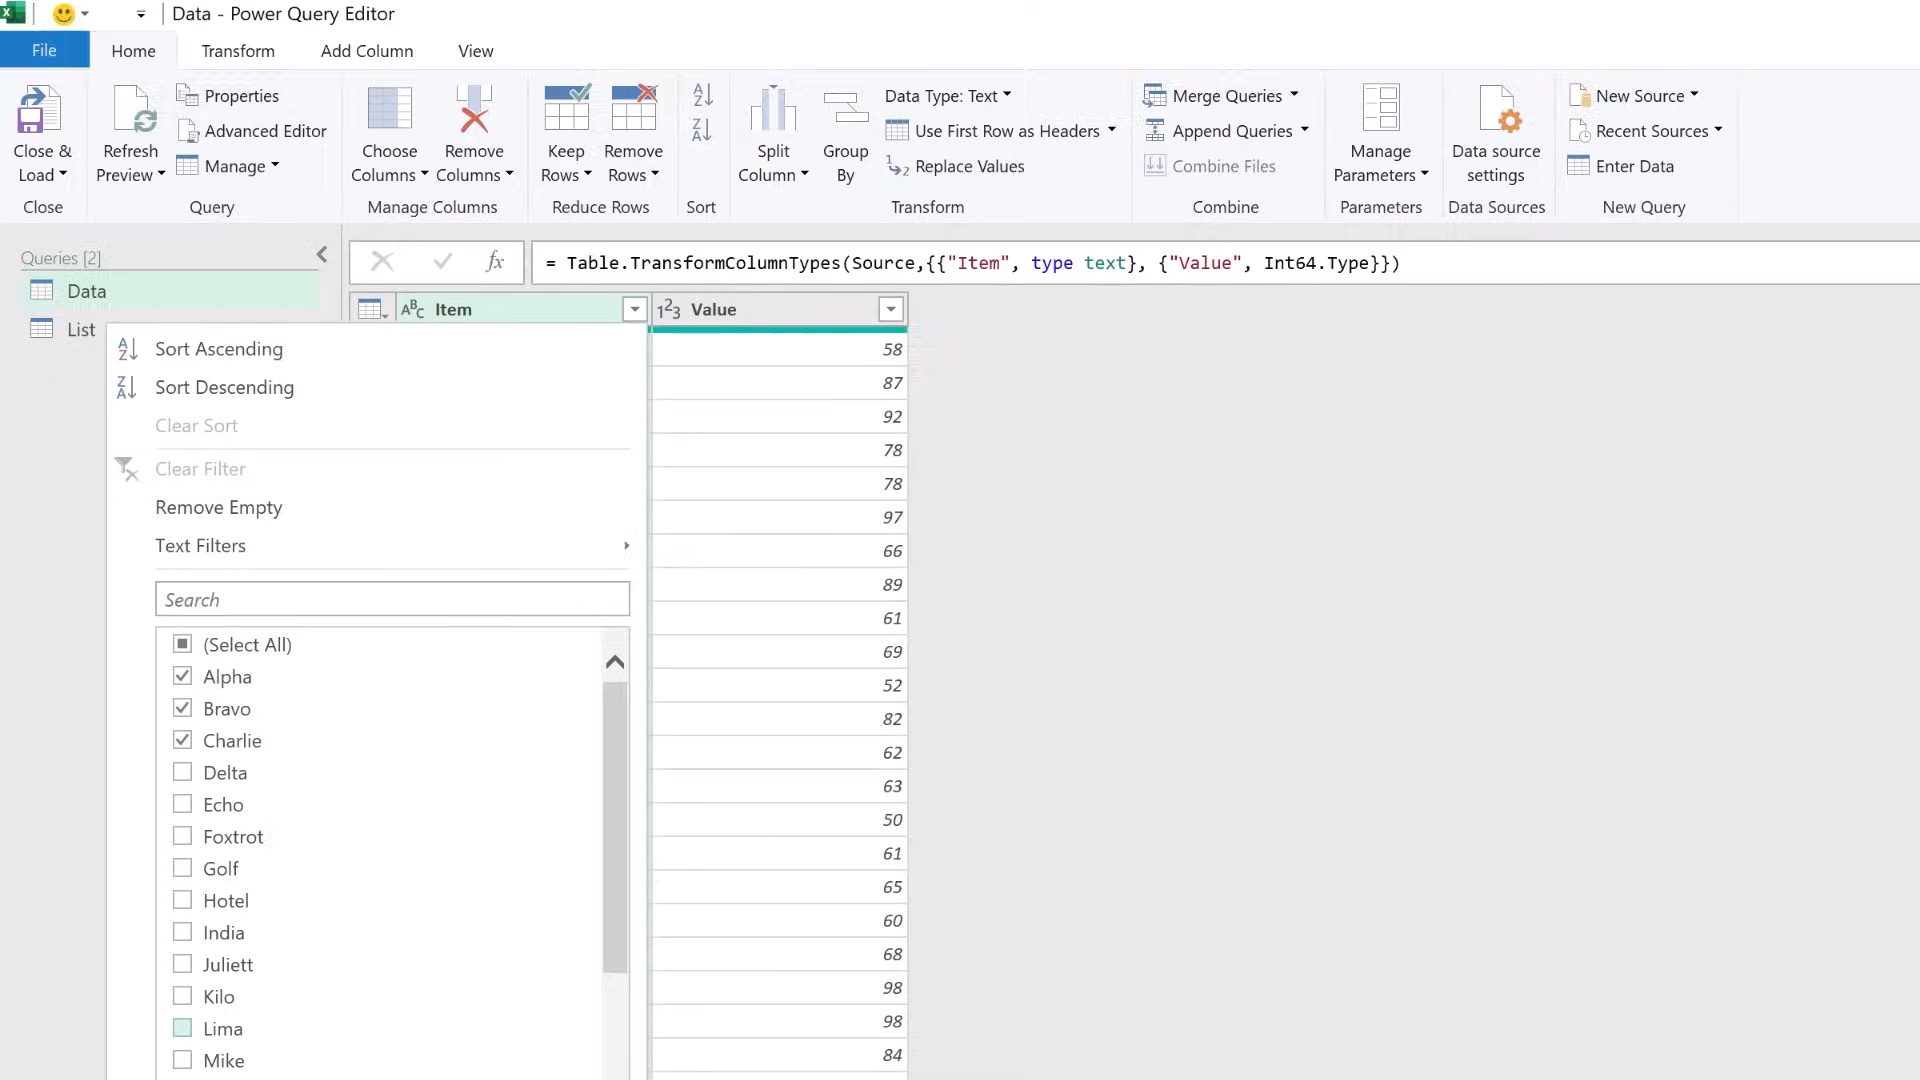 Data - Power Query Editor
File Home Transform Add Column View
Close & Load
Refresh Preview
Properties
Advanced Editor
Manage
Choose Columns
Remove Columns
Keep Rows
Remove Rows
Split Column
Group By
Data Type: Text
Use First Row as Headers
Replace Values
Merge Queries
Append Queries
Combine Files
Manage Parameters
Data source settings
New Source
Recent Sources
Enter Data
Close Query Manage Columns Reduce Rows Sort Transform Combine Parameters Data Sources New Query
Queries [2]
Data
List
fx
= Table.TransformColumnTypes(Source,{{"Item", type text}, {"Value", Int64.Type}})
ABC Item 123 Value
Sort Ascending
Sort Descending
Clear Sort
Clear Filter
Remove Empty
Text Filters
Search
(Select All)
Alpha
Bravo
Charlie
Delta
Echo
Foxtrot
Golf
Hotel
India
Juliett
Kilo
Lima
Mike
58
87
92
78
78
97
66
89
61
69
52
82
62
63
50
61
65
60
68
98
98
84